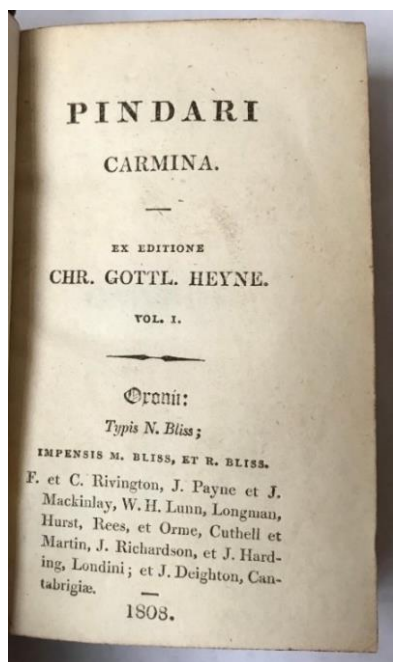 PINDARI
CARMINA.
EX EDITIONE
CHR. GOTTL. HEYNE.
VOL. I.
Oxonii:
Typis N. Bliss;
IMPENSIS M. BLISS, ET R. BLISS.
F. et C. Rivington, J. Payne et J.
Mackinlay, W. H. Lunn, Longman,
Hurst, Rees, et Orme, Cuthell et
Martin, J. Richardson, et J. Hard-
ing, Londini; et J. Deighton, Can-
tabrigiæ.
1808.